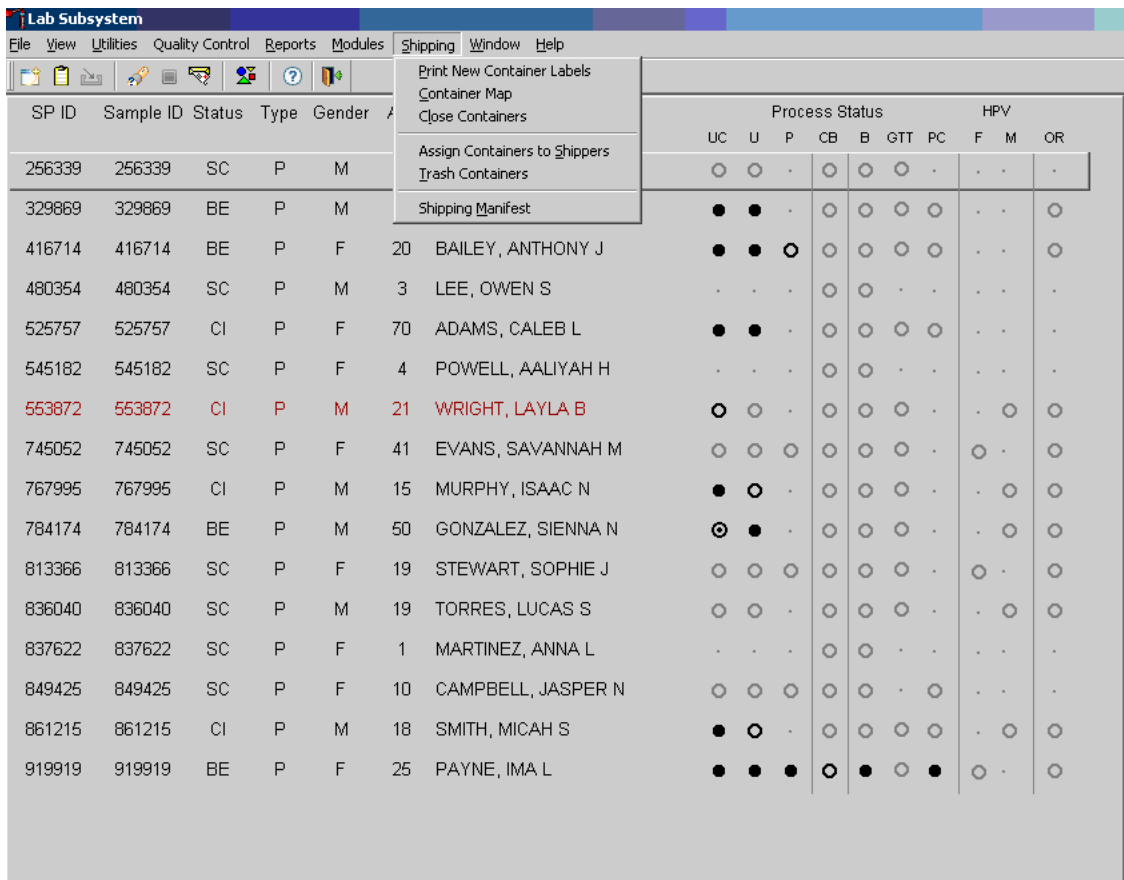 Lab Subsystem
File View Utilities Quality Control Reports Modules Shipping Window Help
Print New Container Labels
Container Map
Close Containers
Assign Containers to Shippers
Trash Containers
Shipping Manifest
SP ID Sample ID Status Type Gender Process Status HPV
UC U P CB B GTT PC F M OR
256339 256339 SC P M
329869 329869 BE P M
416714 416714 BE P F 20 BAILEY, ANTHONY J
480354 480354 SC P M 3 LEE, OWEN S
525757 525757 CI P F 70 ADAMS, CALEB L
545182 545182 SC P F 4 POWELL, AALIYAH H
553872 553872 CI P M 21 WRIGHT, LAYLA B
745052 745052 SC P F 41 EVANS, SAVANNAH M
767995 767995 CI P M 15 MURPHY, ISAAC N
784174 784174 BE P M 50 GONZALEZ, SIENNA N
813366 813366 SC P F 19 STEWART, SOPHIE J
836040 836040 SC P M 19 TORRES, LUCAS S
837622 837622 SC P F 1 MARTINEZ, ANNA L
849425 849425 SC P F 10 CAMPBELL, JASPER N
861215 861215 CI P M 18 SMITH, MICAH S
919919 919919 BE P F 25 PAYNE, IMA L